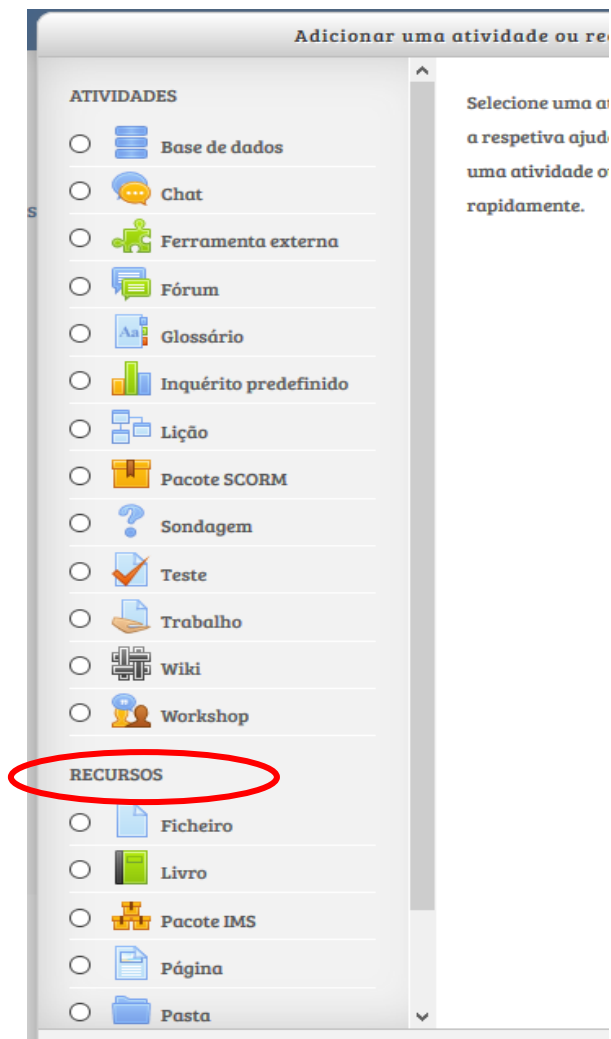 Adicionar uma atividade ou re
ATIVIDADES
Selecione uma a
Base de dados
a respetiva ajud
uma atividade o
Chat
rapidamente.
s
Ferramenta externa
Fórum
Glossário
Inquérito predefinido
Lição
Pacote SCORM
Sondagem
Teste
Trabalho
Wiki
Workshop
RECURSOS
Ficheiro
Livro
Pacote IMS
Página
Pasta